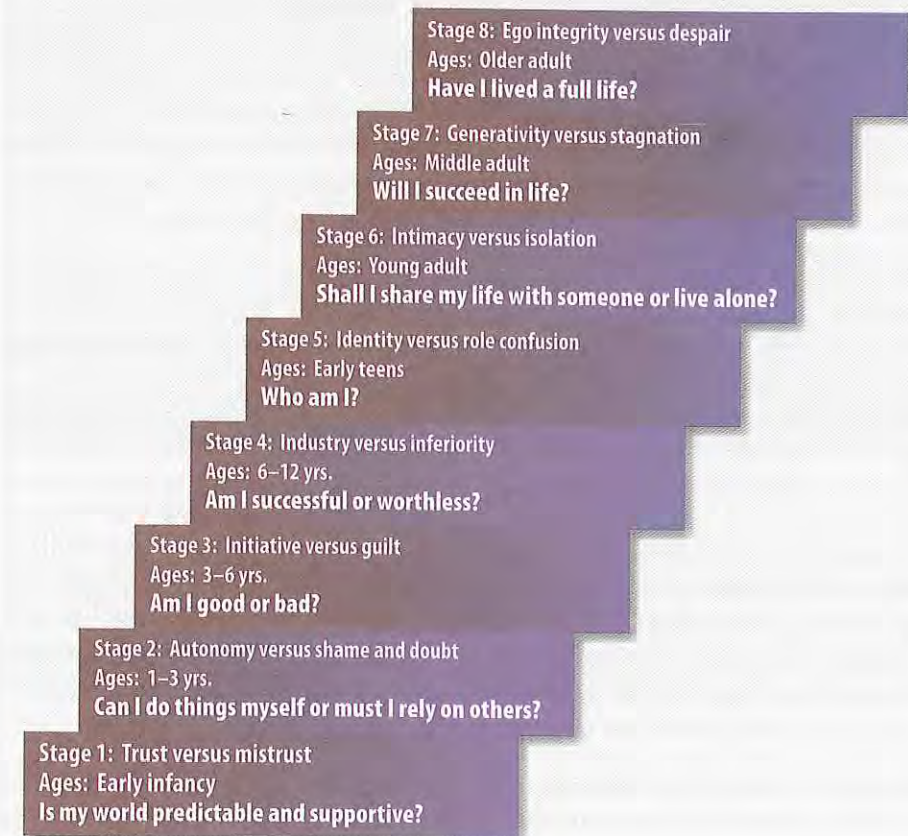 Stage 8: Ego integrity versus despair
Ages: Older adult
Have I lived a full life?
Stage 7: Generativity versus stagnation
Ages: Middle adult
Will I succeed in life?
Stage 6: Intimacy versus isolation
Ages: Young adult
Shall I share my life with someone or live alone?
Stage 5: Identity versus role confusion
Ages: Early teens
Who am I?
Stage 4: Industry versus inferiority
Ages: 6–12 yrs.
Am I successful or worthless?
Stage 3: Initiative versus guilt
Ages: 3–6 yrs.
Am I good or bad?
Stage 2: Autonomy versus shame and doubt
Ages: 1–3 yrs.
Can I do things myself or must I rely on others?
Stage 1: Trust versus mistrust
Ages: Early infancy
Is my world predictable and supportive?